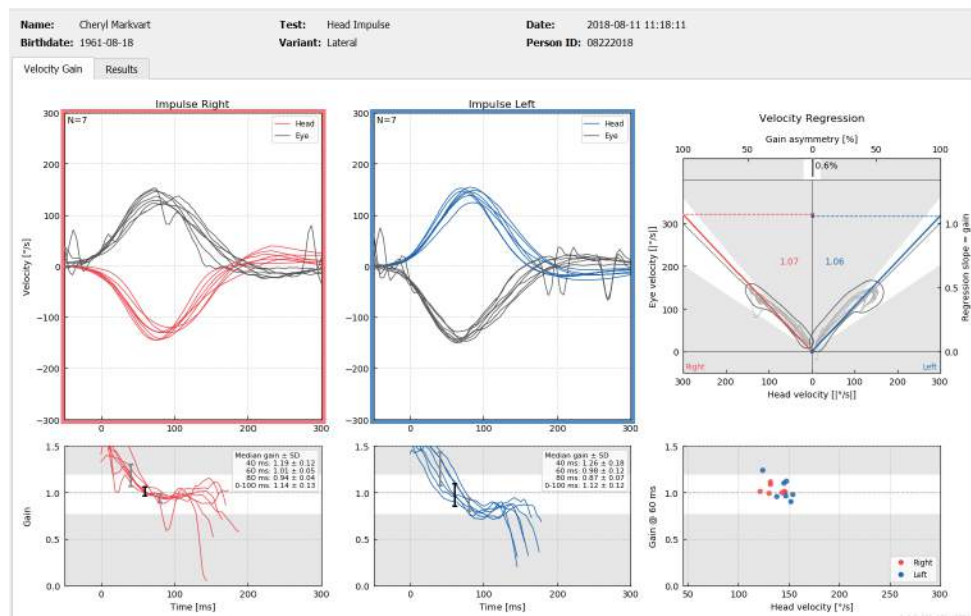 Name: Cheryl Markvart Test: Head Impulse Date: 2018-08-11 11:18:11
Birthdate: 1961-08-18 Variant: Lateral Person ID: 08222018
Velocity Gain Results
Impulse Right
N=7
Head
Eye
Velocity [°/s]
300
200
100
0
−100
−200
−300
0 100 200 300
Impulse Left
N=7
Head
Eye
300
200
100
0
−100
−200
−300
0 100 200 300
Velocity Regression
Gain asymmetry [%]
100 50 0 50 100
0.6%
Eye velocity [|°/s|]
300
200
100
0
1.07 1.06
1.0
0.5
0.0
Regression slope = gain
Right Left
300 200 100 0 100 200 300
Head velocity [|°/s|]
Gain
1.5
1.0
0.5
0.0
Median gain ± SD
40 ms: 1.19 ± 0.12
60 ms: 1.01 ± 0.05
80 ms: 0.94 ± 0.04
0-100 ms: 1.14 ± 0.13
0 100 200 300
Time [ms]
1.5
1.0
0.5
0.0
Median gain ± SD
40 ms: 1.26 ± 0.18
60 ms: 0.98 ± 0.12
80 ms: 0.87 ± 0.07
0-100 ms: 1.12 ± 0.12
0 100 200 300
Time [ms]
Gain @ 60 ms
1.5
1.0
0.5
0.0
Right
Left
50 100 150 200 250 300
Head velocity [°/s]